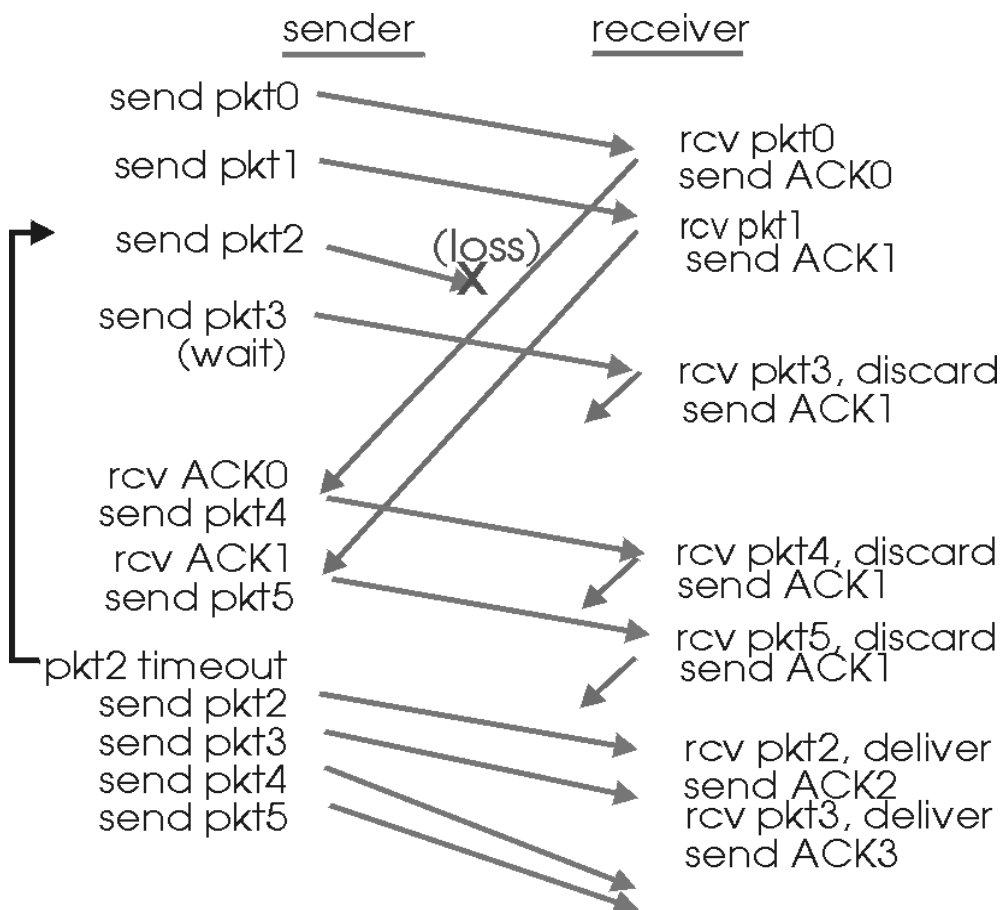 sender
receiver
send pkt0
send pkt1
send pkt2
(loss)
X
send pkt3
(wait)
rcv ACK0
send pkt4
rcv ACK1
send pkt5
pkt2 timeout
send pkt2
send pkt3
send pkt4
send pkt5
rcv pkt0
send ACK0
rcv pkt1
send ACK1
rcv pkt3, discard
send ACK1
rcv pkt4, discard
send ACK1
rcv pkt5, discard
send ACK1
rcv pkt2, deliver
send ACK2
rcv pkt3, deliver
send ACK3